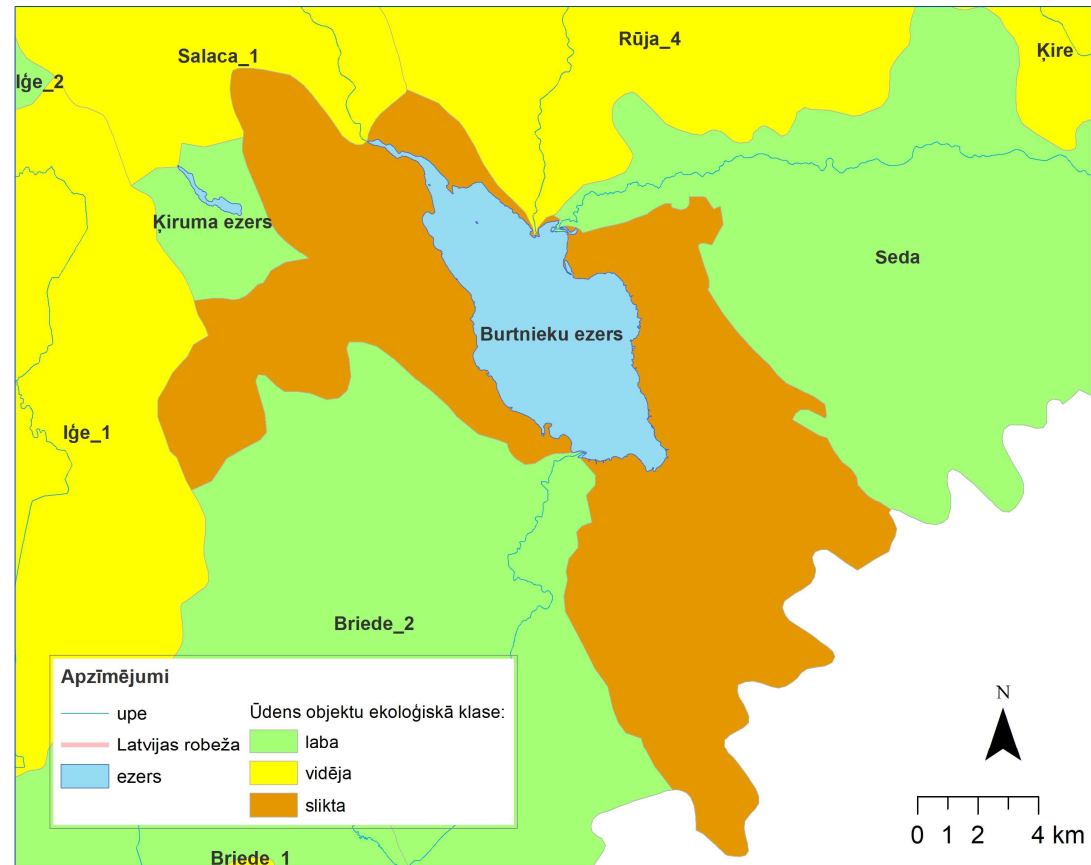 Salaca_1
Rūja_4
Ķire
Iģe_2
Ķiruma ezers
Seda
Burtnieku ezers
Iģe_1
Briede_2
Apzīmējumi
upe
Latvijas robeža
ezers
Ūdens objektu ekoloģiskā klase:
laba
vidēja
slikta
N
0 1 2 4 km
Briede_1